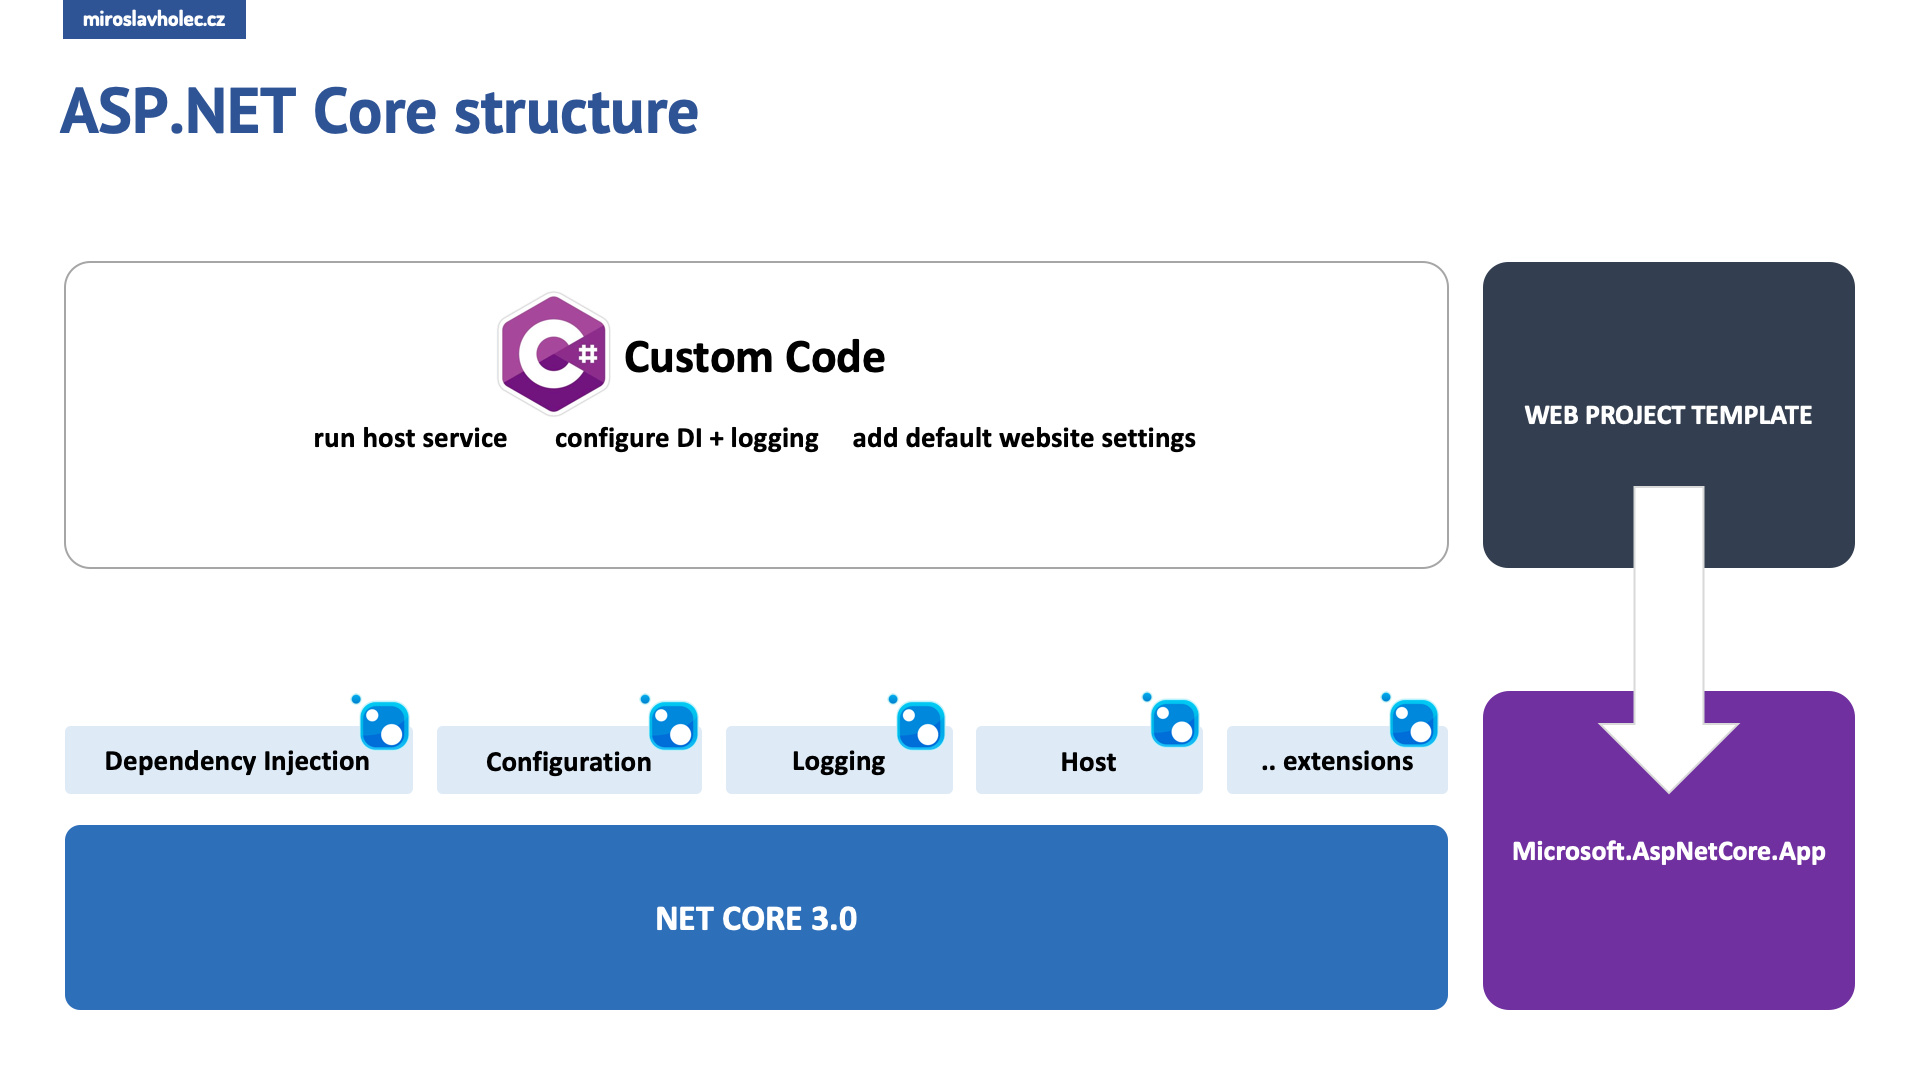 miroslavholec.cz
ASP.NET Core structure
# Custom Code
run host service configure DI + logging add default website settings
WEB PROJECT TEMPLATE
Dependency Injection
Configuration
Logging
Host
.. extensions
NET CORE 3.0
Microsoft.AspNetCore.App